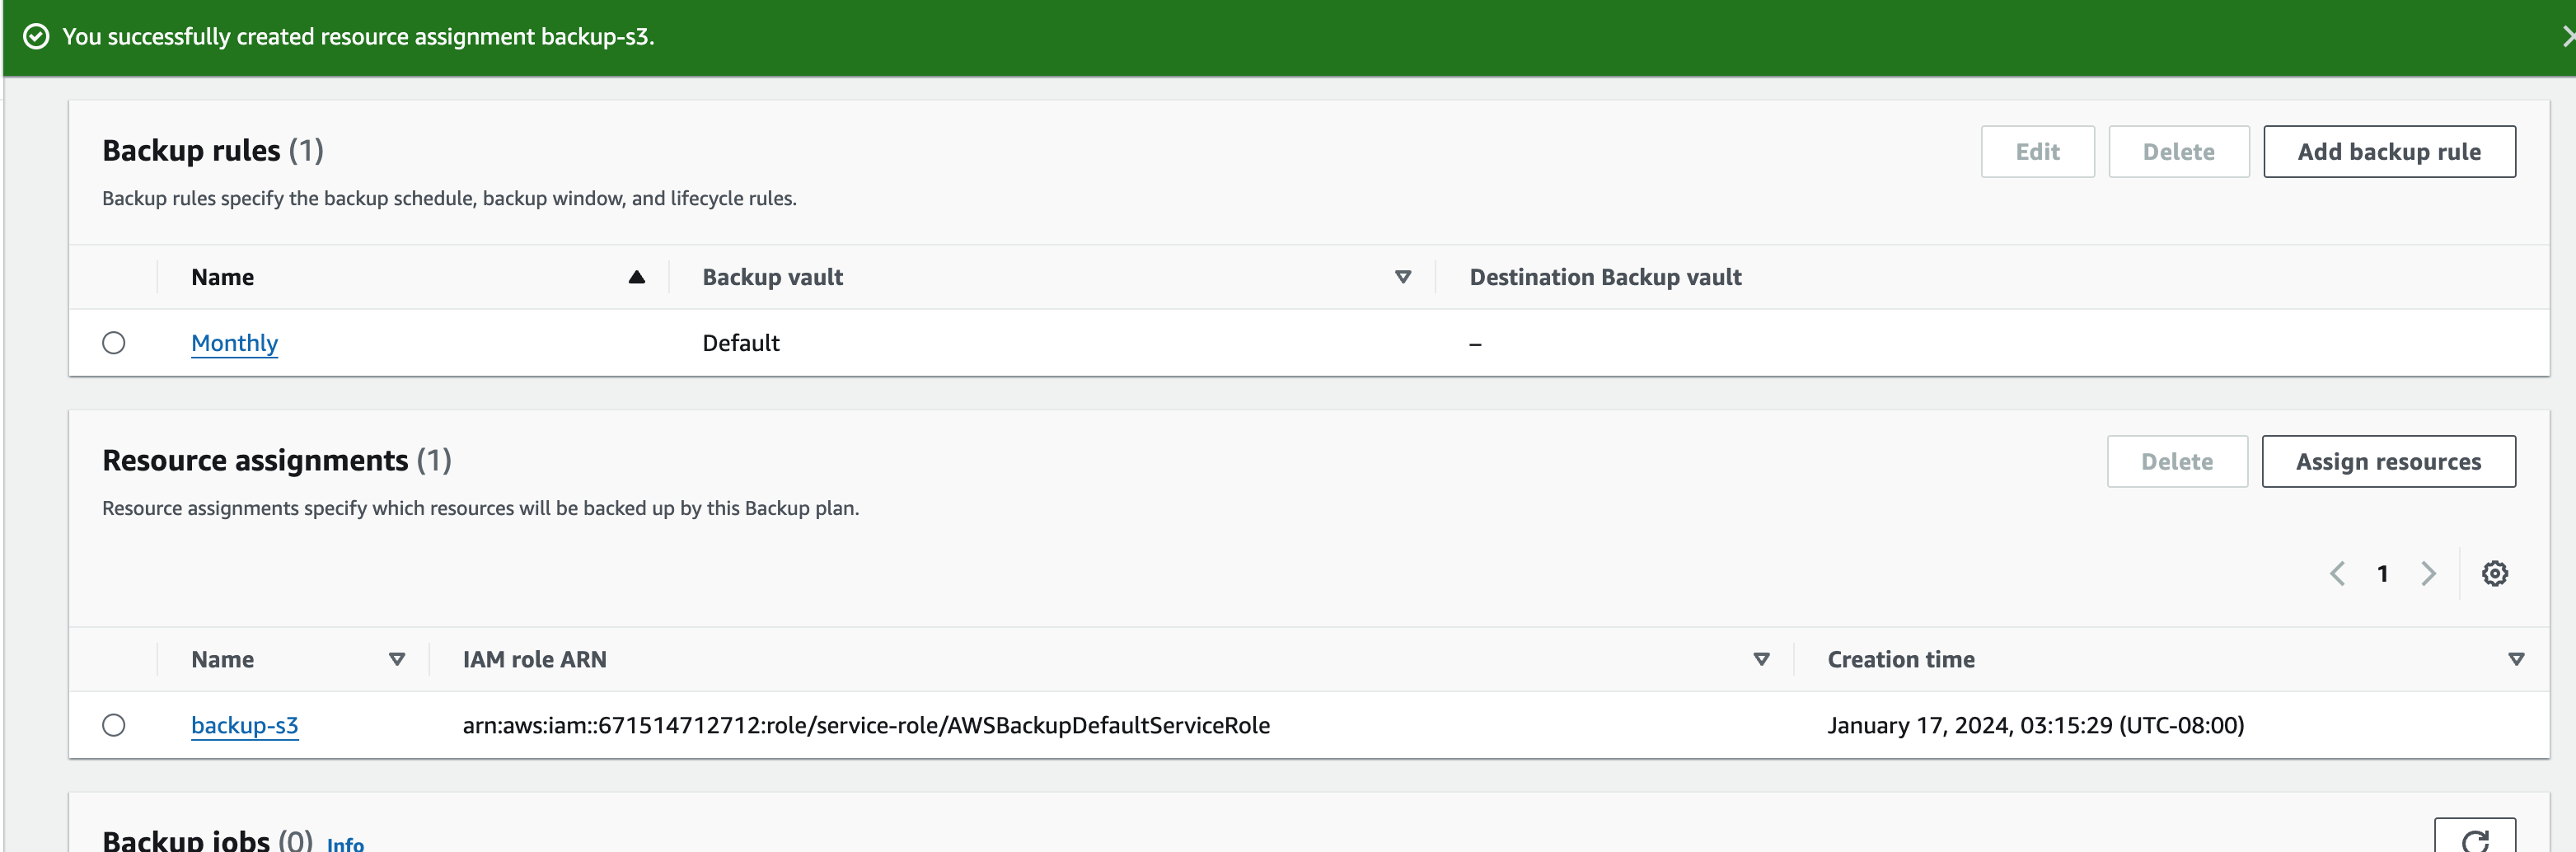 You successfully created resource assignment backup-s3.
Backup rules (1)
Edit
Delete
Add backup rule
Backup rules specify the backup schedule, backup window, and lifecycle rules.
Name
Backup vault
Destination Backup vault
Monthly
Default
–
Resource assignments (1)
Delete
Assign resources
Resource assignments specify which resources will be backed up by this Backup plan.
1
Name
IAM role ARN
Creation time
backup-s3
arn:aws:iam::671514712712:role/service-role/AWSBackupDefaultServiceRole
January 17, 2024, 03:15:29 (UTC-08:00)
Backup jobs (0) Info